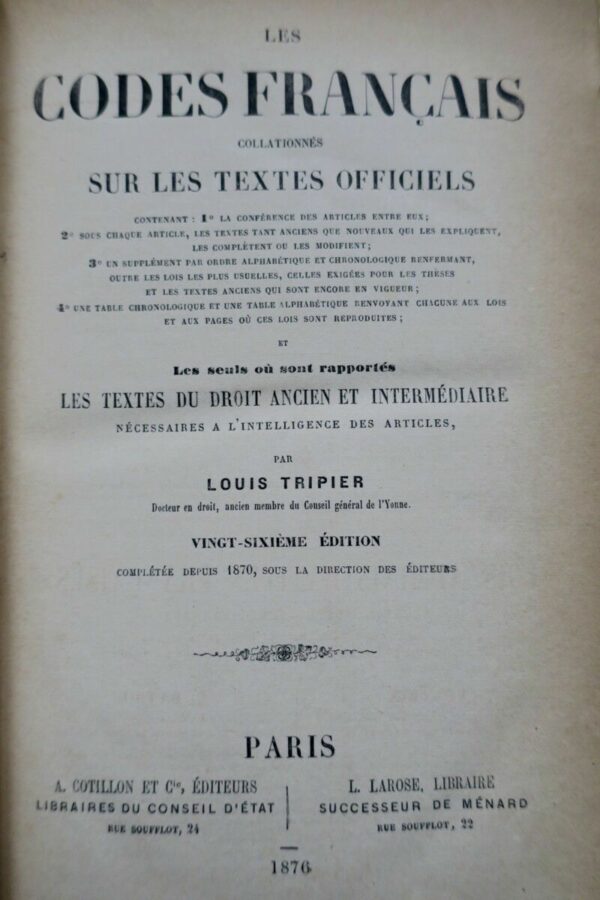 LES
CODES FRANÇAIS
COLLATIONNÉS
SUR LES TEXTES OFFICIELS
CONTENANT : 1º LA CONFÉRENCE DES ARTICLES ENTRE EUX ;
2º SOUS CHAQUE ARTICLE, LES TEXTES TANT ANCIENS QUE NOUVEAUX QUI LES EXPLIQUENT,
LES COMPLÈTENT OU LES MODIFIENT ;
3º UN SUPPLÉMENT PAR ORDRE ALPHABÉTIQUE ET CHRONOLOGIQUE RENFERMANT,
OUTRE LES LOIS LES PLUS USUELLES, CELLES EXIGÉES POUR LES THÈSES
ET LES TEXTES ANCIENS QUI SONT ENCORE EN VIGUEUR ;
4º UNE TABLE CHRONOLOGIQUE ET UNE TABLE ALPHABÉTIQUE RENVOYANT CHACUNE AUX LOIS
ET AUX PAGES OÙ CES LOIS SONT REPRODUITES ;
ET
Les seuls où sont rapportés
LES TEXTES DU DROIT ANCIEN ET INTERMÉDIAIRE
NÉCESSAIRES A L'INTELLIGENCE DES ARTICLES,
PAR
LOUIS TRIPIER
Docteur en droit, ancien membre du Conseil général de l'Yonne.
VINGT-SIXIÈME ÉDITION
COMPLÉTÉE DEPUIS 1870, SOUS LA DIRECTION DES ÉDITEURS
PARIS
A. COTILLON ET Cie, ÉDITEURS
LIBRAIRES DU CONSEIL D'ÉTAT
RUE SOUFFLOT, 24
L. LAROSE, LIBRAIRE
SUCCESSEUR DE MÉNARD
RUE SOUFFLOT, 22
1876